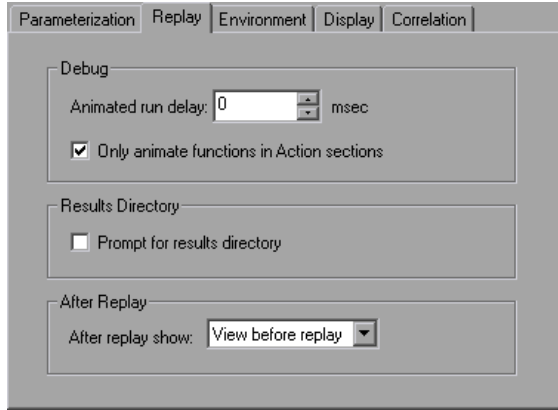 Parameterization Replay Environment Display Correlation
Debug
Animated run delay: 0 msec
Only animate functions in Action sections
Results Directory
Prompt for results directory
After Replay
After replay show: View before replay